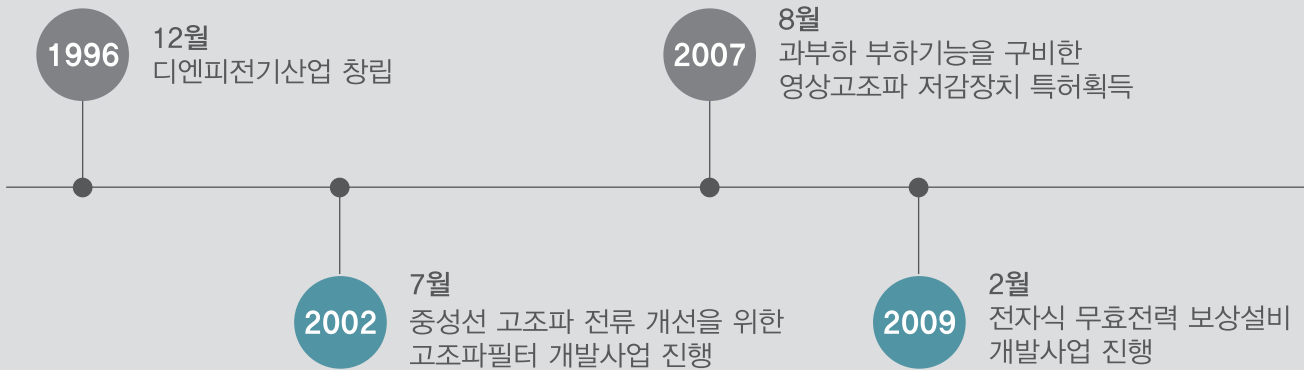 1996
12월
디엔피전기산업 창립
2002
7월
중성선 고조파 전류 개선을 위한
고조파필터 개발사업 진행
2007
8월
과부하 부하기능을 구비한
영상고조파 저감장치 특허획득
2009
2월
전자식 무효전력 보상설비
개발사업 진행